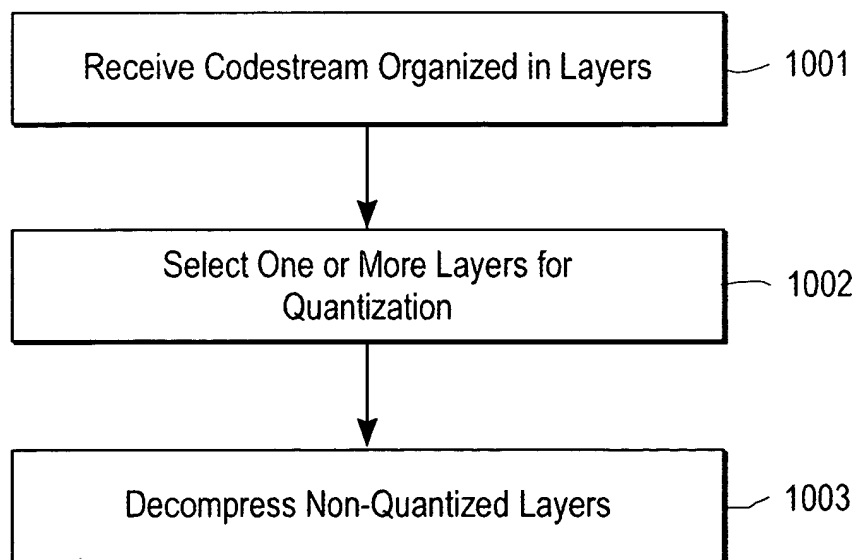 Receive Codestream Organized in Layers
1001
Select One or More Layers for
Quantization
1002
Decompress Non-Quantized Layers
1003